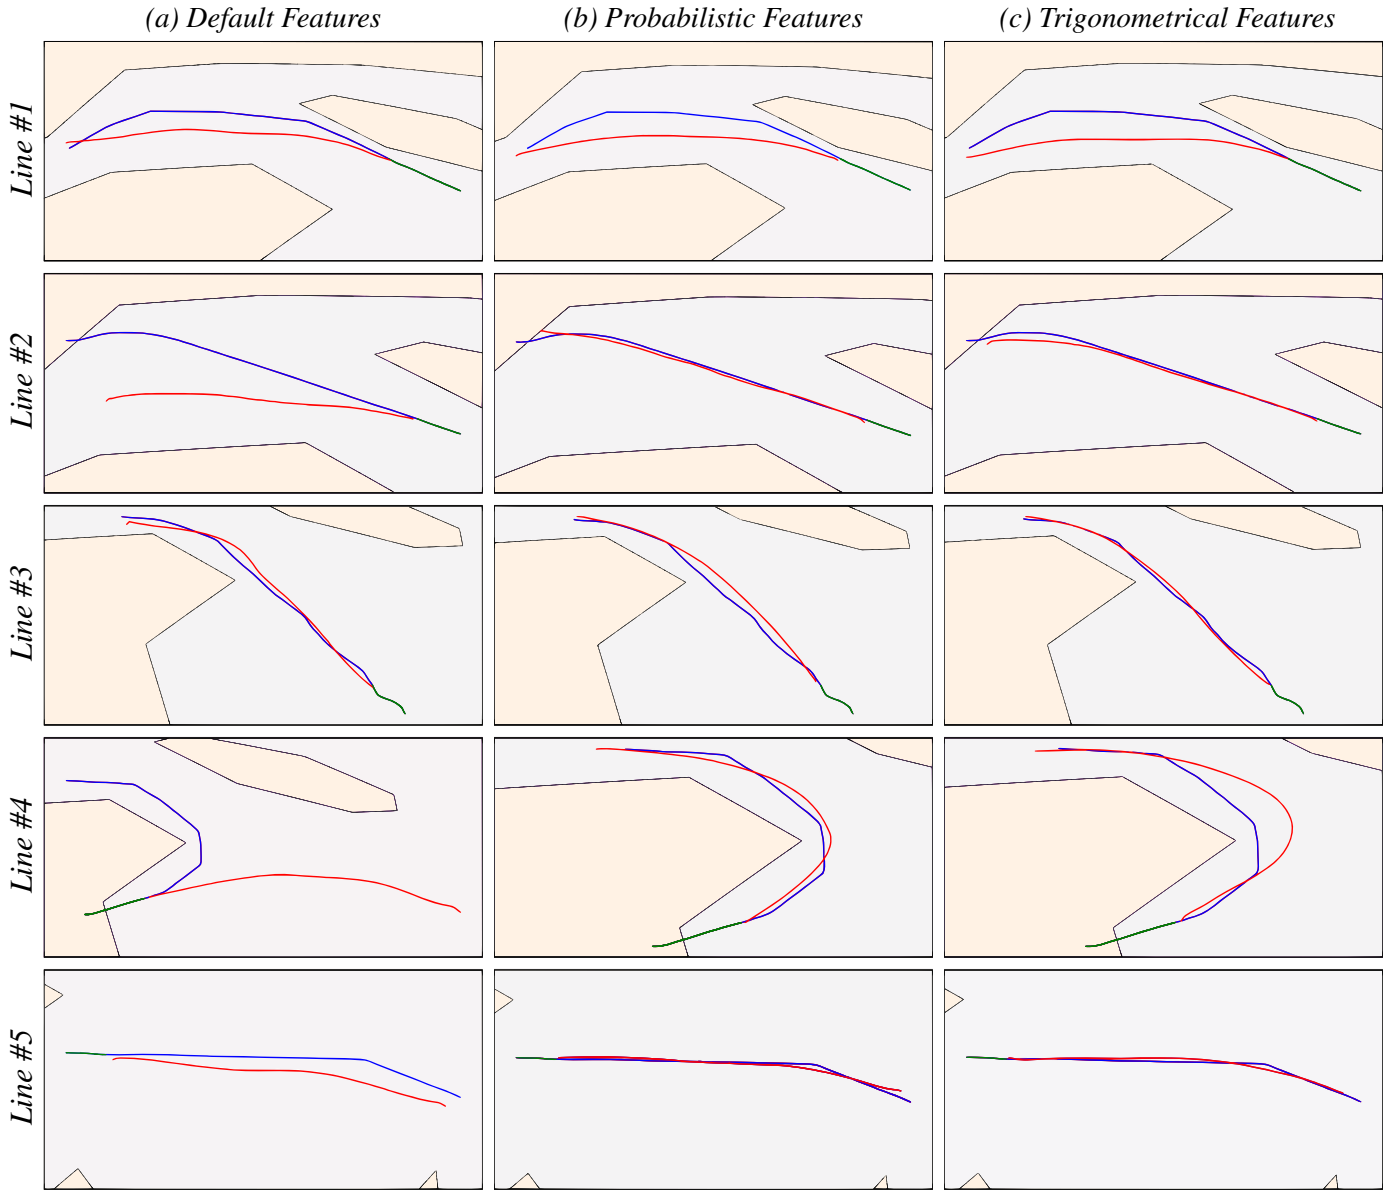 (a) Default Features
(b) Probabilistic Features
(c) Trigonometrical Features
Line #1
Line #2
Line #3
Line #4
Line #5